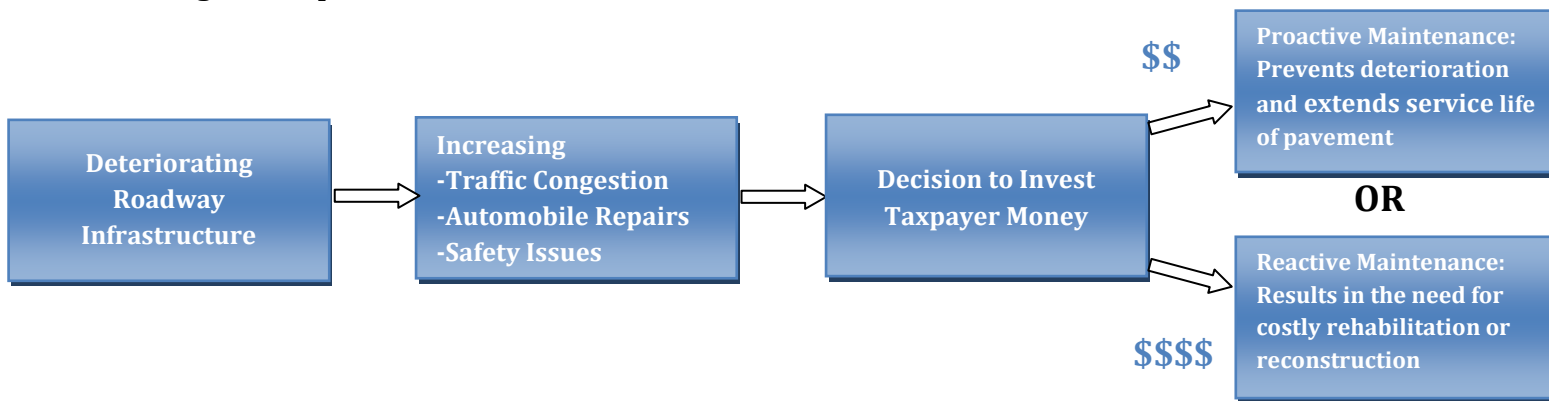 Deteriorating
Roadway
Infrastructure
Increasing
-Traffic Congestion
-Automobile Repairs
-Safety Issues
Decision to Invest
Taxpayer Money
$$
Proactive Maintenance:
Prevents deterioration
and extends service life
of pavement
OR
$$$$
Reactive Maintenance:
Results in the need for
costly rehabilitation or
reconstruction